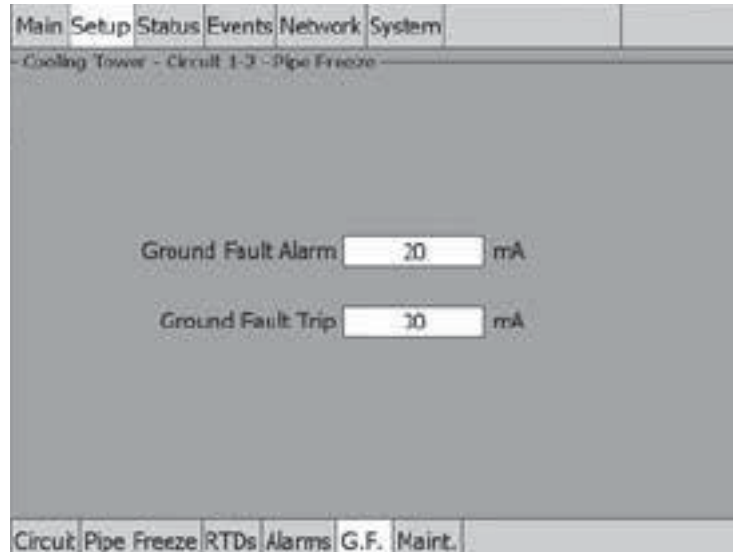 Main Setup Status Events Network System
Cooling Tower - Circuit 1-2 - Pipe Freeze
Ground Fault Alarm 20 mA
Ground Fault Trip 30 mA
Circuit Pipe Freeze RTDs Alarms G.F. Maint.